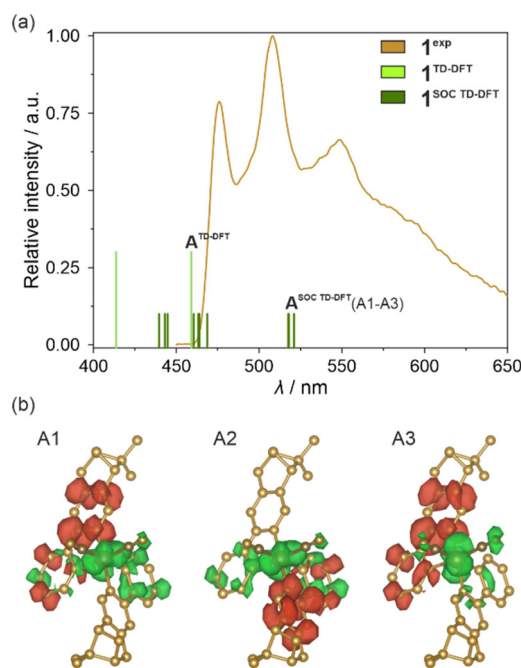 (a)
1.00
0.75
0.50
0.25
0.00
Relative intensity / a.u.
1exp
1TD-DFT
1SOC TD-DFT
ATD-DFT
ASOC TD-DFT(A1-A3)
400 450 500 550 600 650
λ / nm
(b)
A1 A2 A3